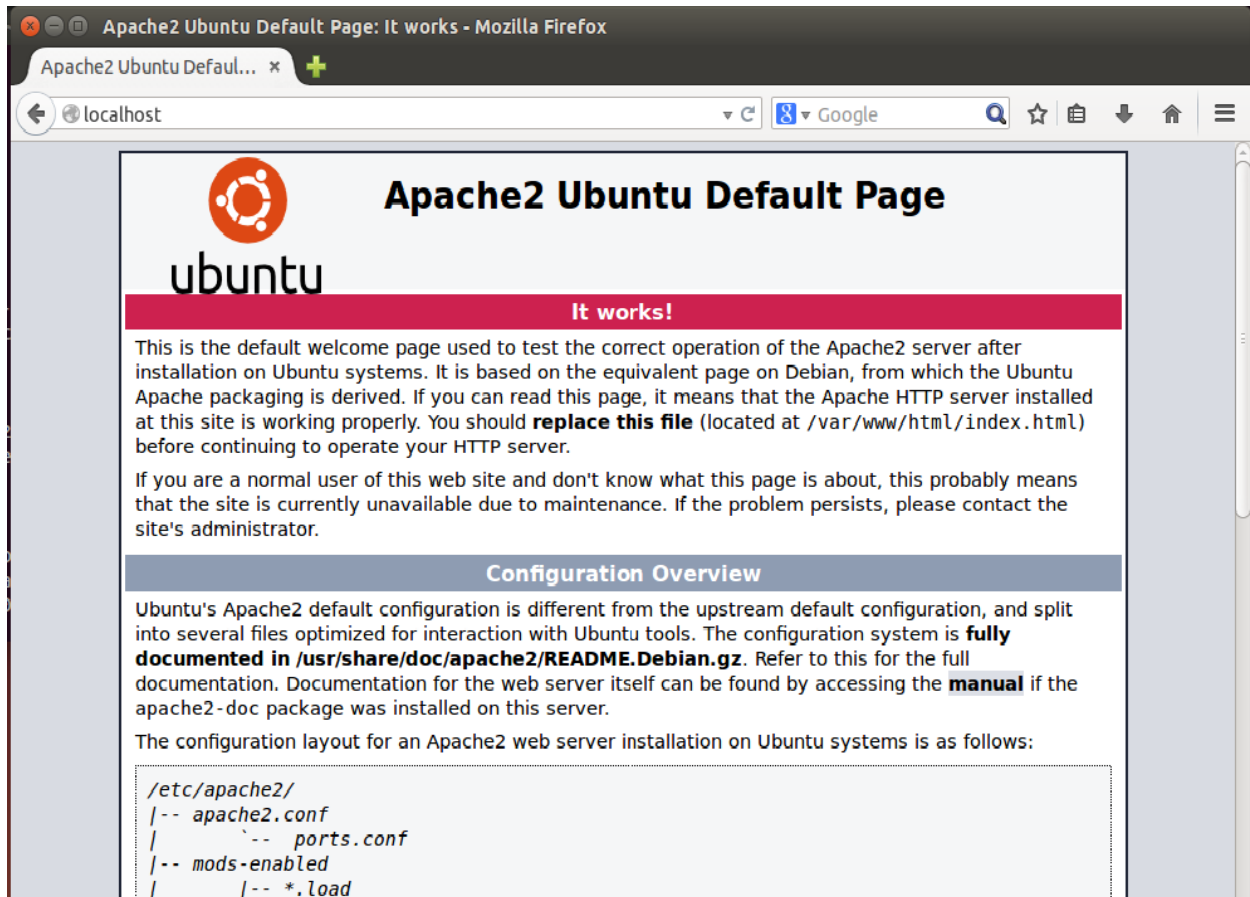 Apache2 Ubuntu Default Page: It works - Mozilla Firefox
Apache2 Ubuntu Defaul... ×
localhost
8 Google
Apache2 Ubuntu Default Page
ubuntu
It works!
This is the default welcome page used to test the correct operation of the Apache2 server after
installation on Ubuntu systems. It is based on the equivalent page on Debian, from which the Ubuntu
Apache packaging is derived. If you can read this page, it means that the Apache HTTP server installed
at this site is working properly. You should replace this file (located at /var/www/html/index.html)
before continuing to operate your HTTP server.
If you are a normal user of this web site and don't know what this page is about, this probably means
that the site is currently unavailable due to maintenance. If the problem persists, please contact the
site's administrator.
Configuration Overview
Ubuntu's Apache2 default configuration is different from the upstream default configuration, and split
into several files optimized for interaction with Ubuntu tools. The configuration system is fully
documented in /usr/share/doc/apache2/README.Debian.gz. Refer to this for the full
documentation. Documentation for the web server itself can be found by accessing the manual if the
apache2-doc package was installed on this server.
The configuration layout for an Apache2 web server installation on Ubuntu systems is as follows:
/etc/apache2/
|-- apache2.conf
|       `--  ports.conf
|-- mods-enabled
|       |-- *.load